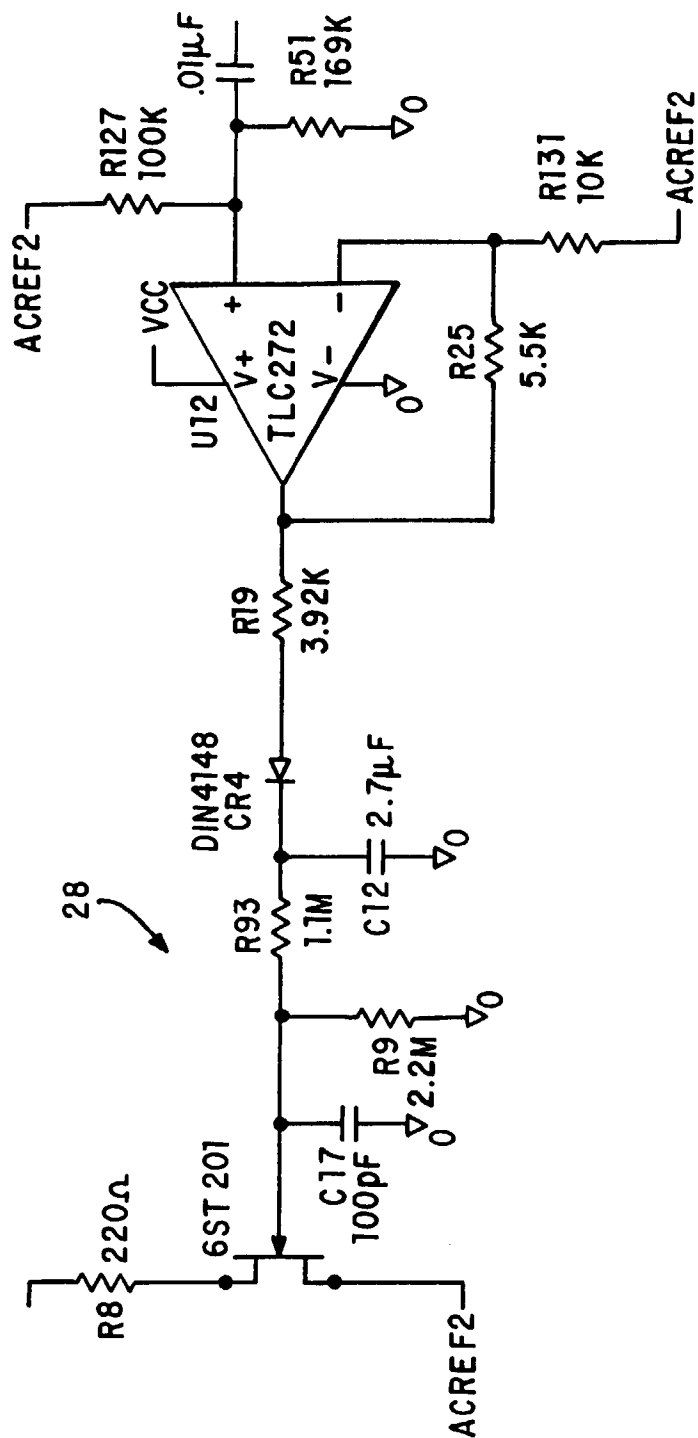 28
R8
220Ω
6ST 201
ACREF2
C17
100pF
0
R9
2.2M
0
R93
1.1M
DIN4148
CR4
C12
2.7µF
0
R19
3.92K
U12
VCC
V+
TLC272
V-
0
+
-
ACREF2
R127
100K
.01µF
R51
169K
0
R25
5.5K
R131
10K
ACREF2